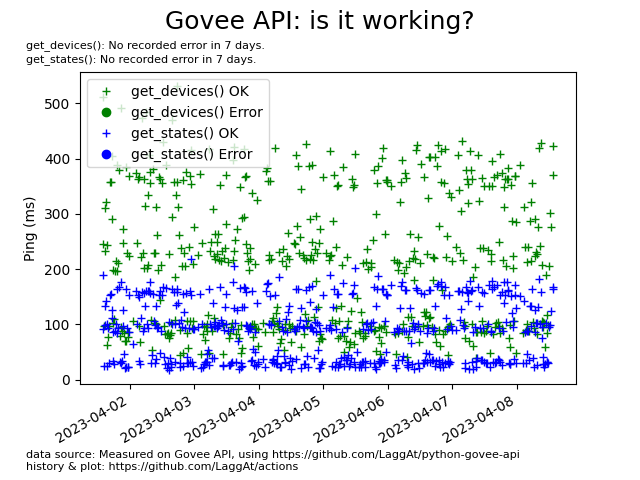 Govee API: is it working?
get_devices(): No recorded error in 7 days.
get_states(): No recorded error in 7 days.
get_devices() OK
get_devices() Error
get_states() OK
get_states() Error
Ping (ms)
500
400
300
200
100
0
2023-04-02
2023-04-03
2023-04-04
2023-04-05
2023-04-06
2023-04-07
2023-04-08
data source: Measured on Govee API, using https://github.com/LaggAt/python-govee-api
history & plot: https://github.com/LaggAt/actions